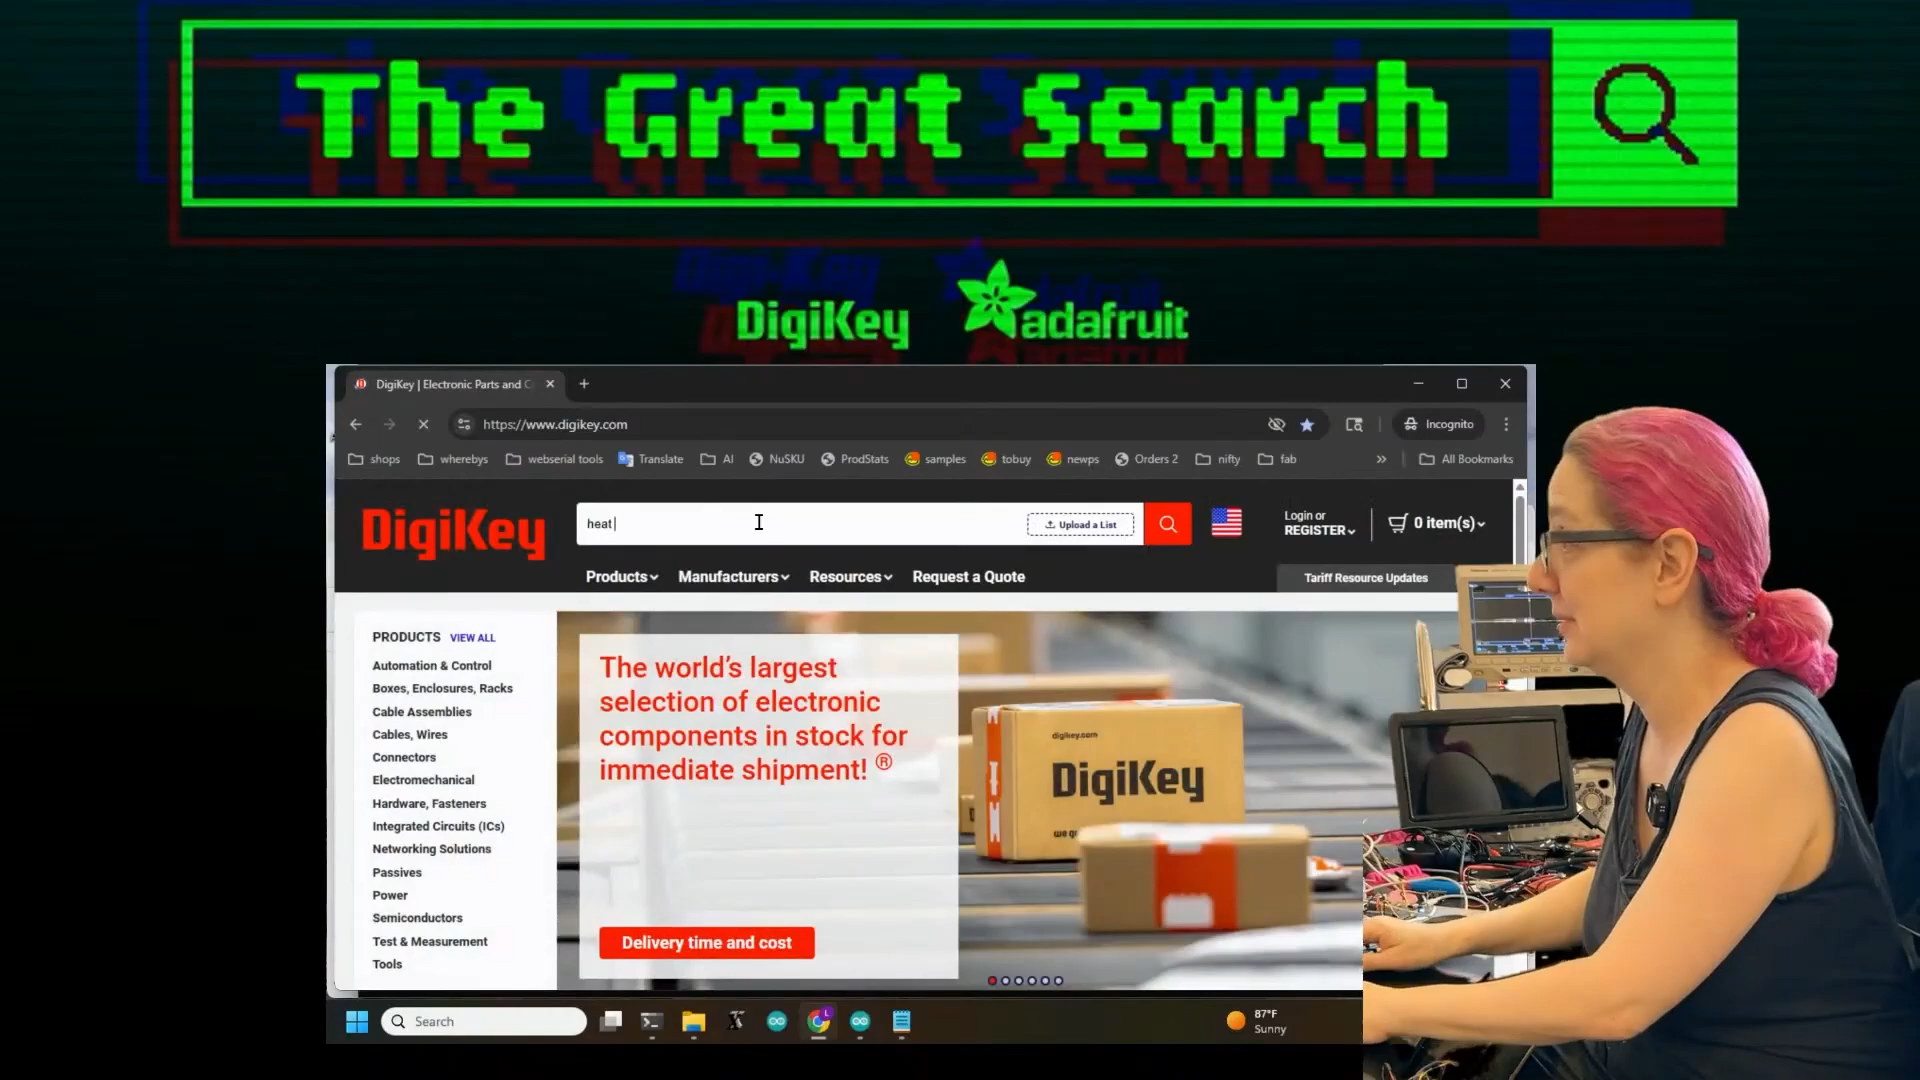 The Great Search
DigiKey
adafruit
DigiKey | Electronic Parts and C
https://www.digikey.com
Incognito
shops
wherebys
webserial tools
Translate
AI
NuSKU
ProdStats
samples
tobuy
newps
Orders 2
nifty
fab
»
All Bookmarks
DigiKey
heat
Upload a List
Login or
REGISTER
0 item(s)
Products
Manufacturers
Resources
Request a Quote
Tariff Resource Updates
PRODUCTS VIEW ALL
Automation & Control
Boxes, Enclosures, Racks
Cable Assemblies
Cables, Wires
Connectors
Electromechanical
Hardware, Fasteners
Integrated Circuits (ICs)
Networking Solutions
Passives
Power
Semiconductors
Test & Measurement
Tools
The world's largest
selection of electronic
components in stock for
immediate shipment! ®
Delivery time and cost
digikey.com
DigiKey
Search
87°F
Sunny